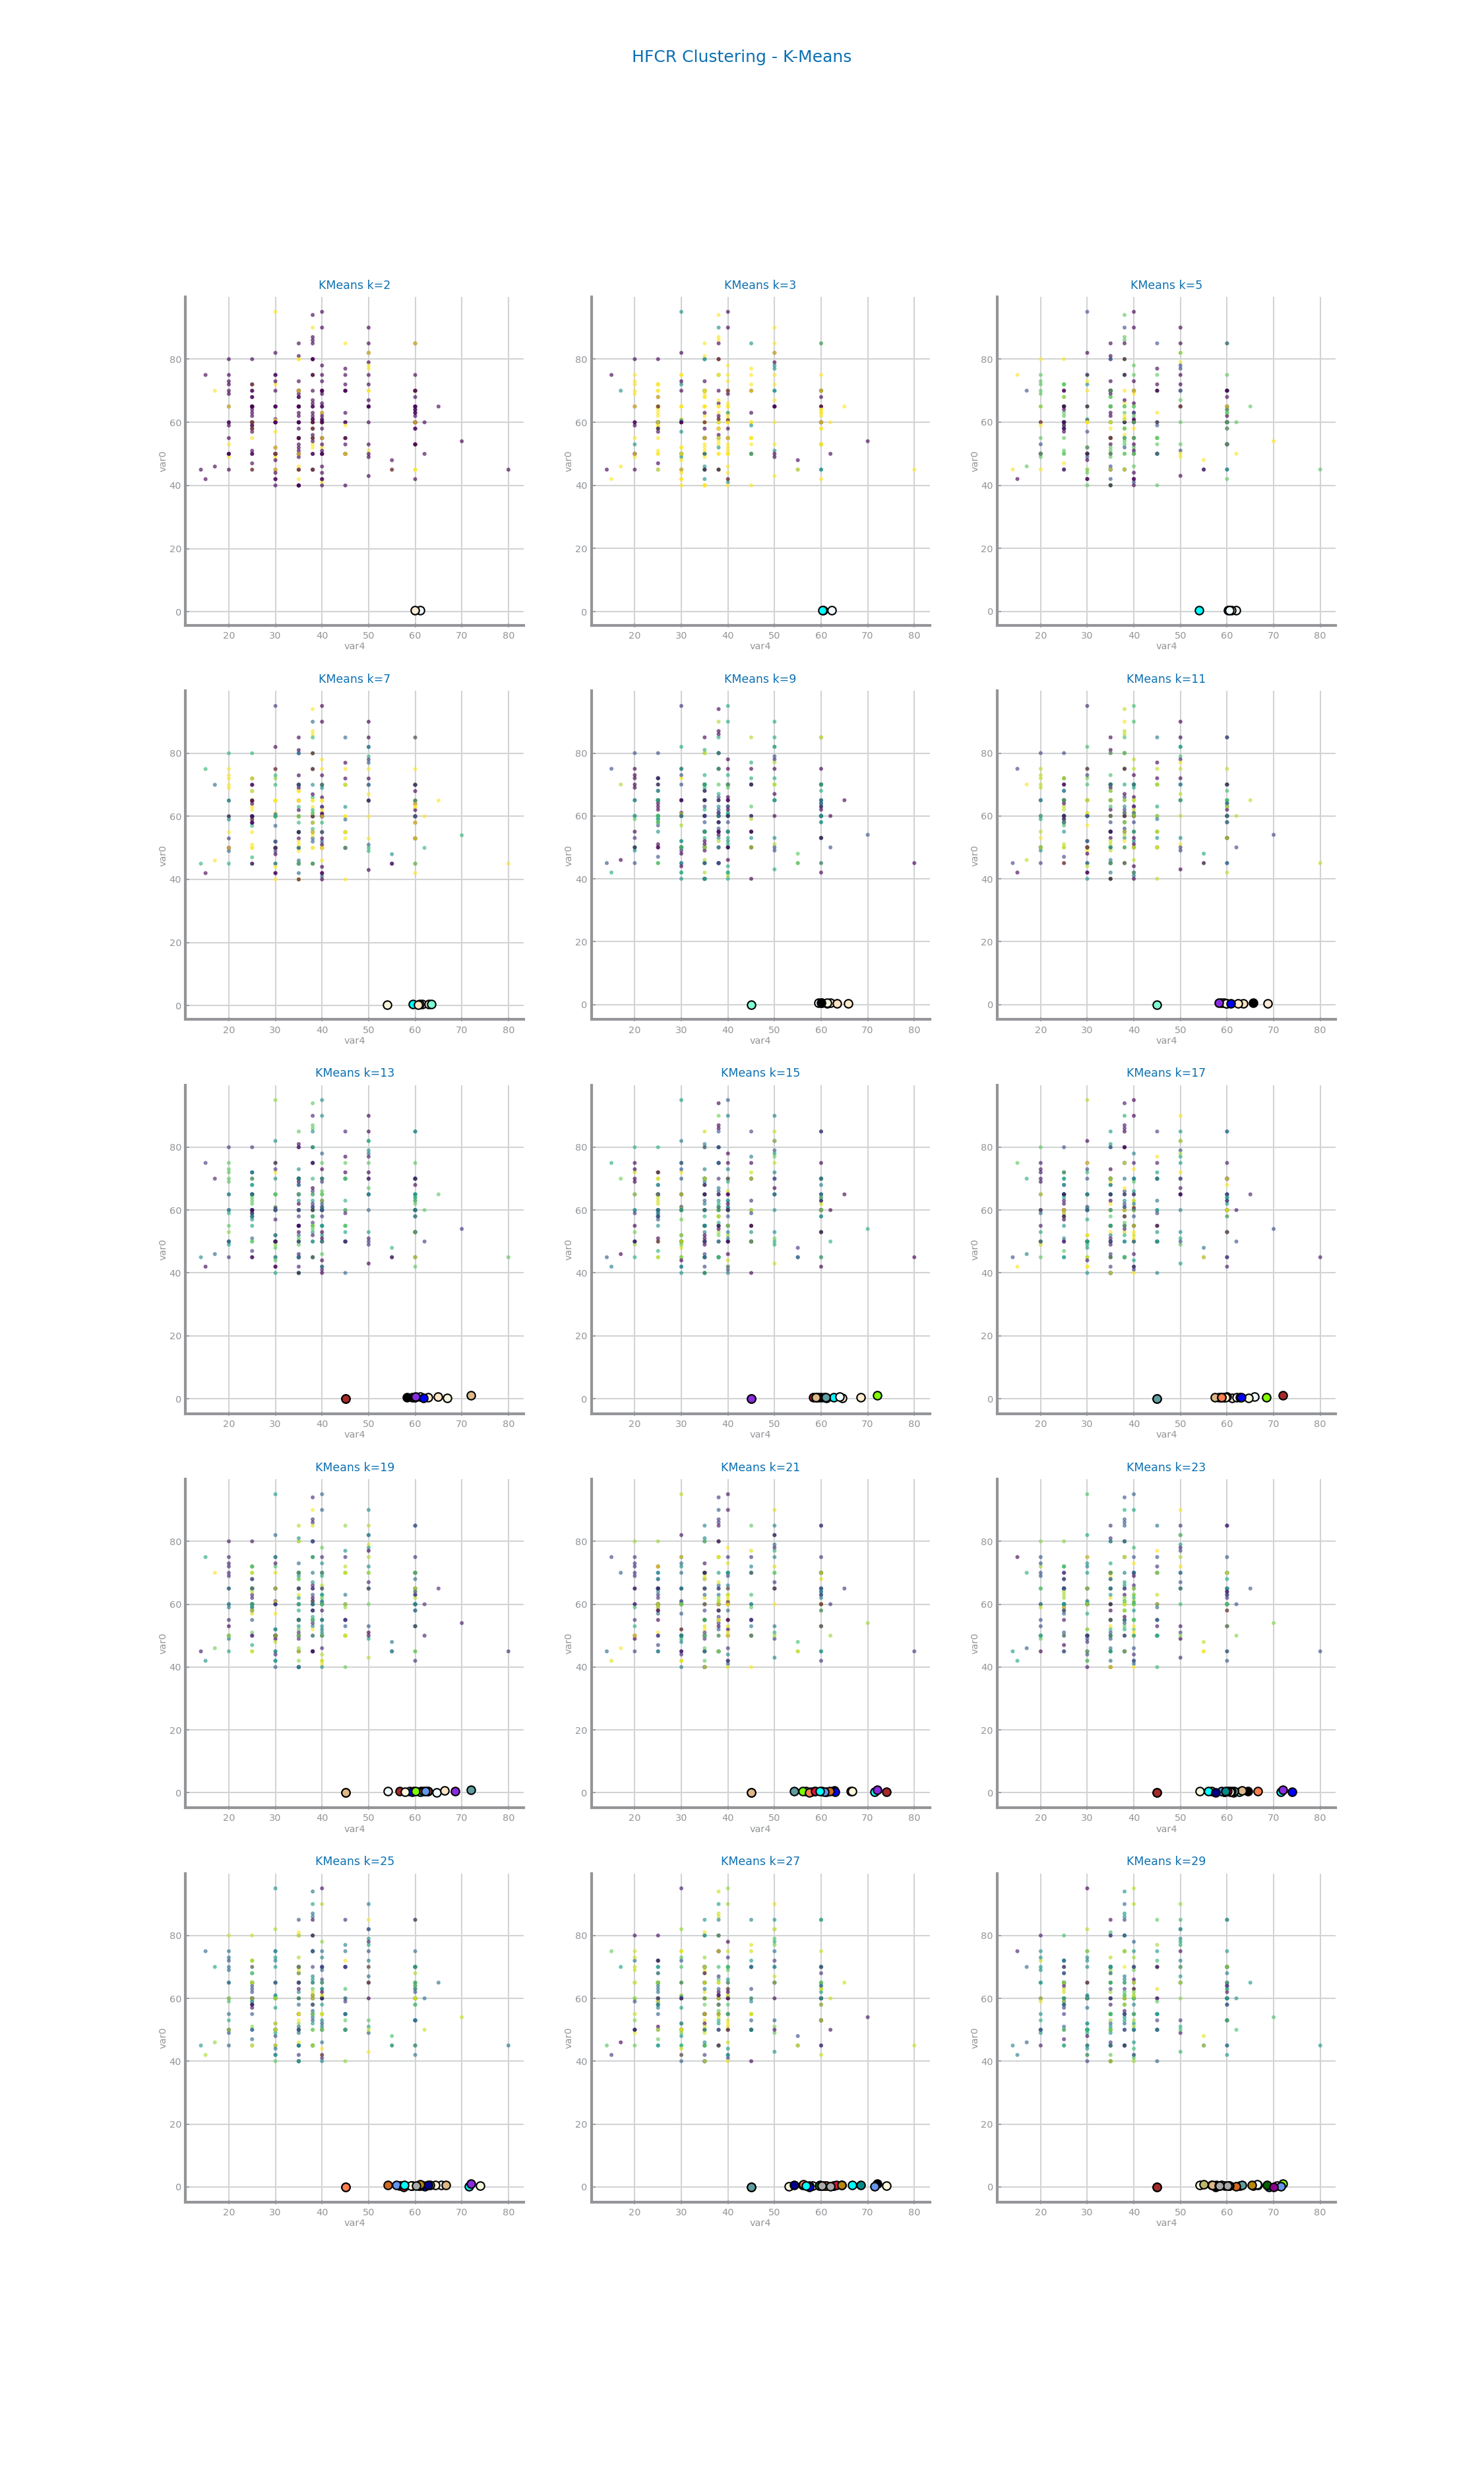 HFCR Clustering - K-Means
KMeans k=2
KMeans k=3
KMeans k=5
var0
80
60
40
20
0
20 30 40 50 60 70 80
var4
var0
80
60
40
20
0
20 30 40 50 60 70 80
var4
var0
80
60
40
20
0
20 30 40 50 60 70 80
var4
KMeans k=7
KMeans k=9
KMeans k=11
var0
80
60
40
20
0
20 30 40 50 60 70 80
var4
var0
80
60
40
20
0
20 30 40 50 60 70 80
var4
var0
80
60
40
20
0
20 30 40 50 60 70 80
var4
KMeans k=13
KMeans k=15
KMeans k=17
var0
80
60
40
20
0
20 30 40 50 60 70 80
var4
var0
80
60
40
20
0
20 30 40 50 60 70 80
var4
var0
80
60
40
20
0
20 30 40 50 60 70 80
var4
KMeans k=19
KMeans k=21
KMeans k=23
var0
80
60
40
20
0
20 30 40 50 60 70 80
var4
var0
80
60
40
20
0
20 30 40 50 60 70 80
var4
var0
80
60
40
20
0
20 30 40 50 60 70 80
var4
KMeans k=25
KMeans k=27
KMeans k=29
var0
80
60
40
20
0
20 30 40 50 60 70 80
var4
var0
80
60
40
20
0
20 30 40 50 60 70 80
var4
var0
80
60
40
20
0
20 30 40 50 60 70 80
var4